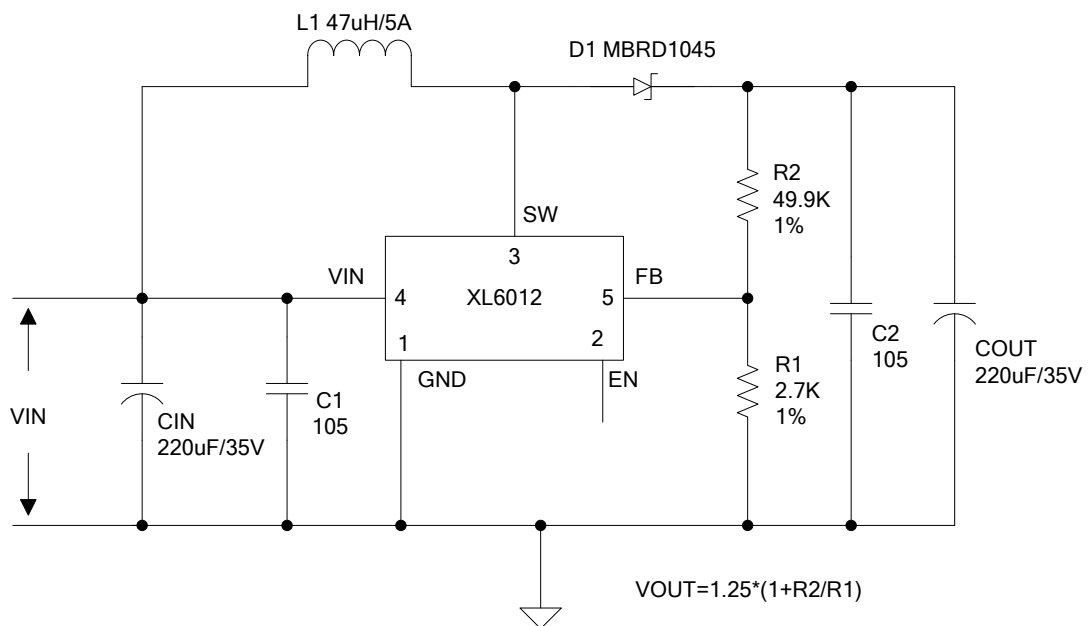 L1 47uH/5A
D1 MBRD1045
R2
49.9K
1%
SW
3
VIN
FB
4
XL6012
5
1
2
GND
EN
C2
105
COUT
220uF/35V
R1
2.7K
1%
VIN
CIN
220uF/35V
C1
105
VOUT=1.25*(1+R2/R1)